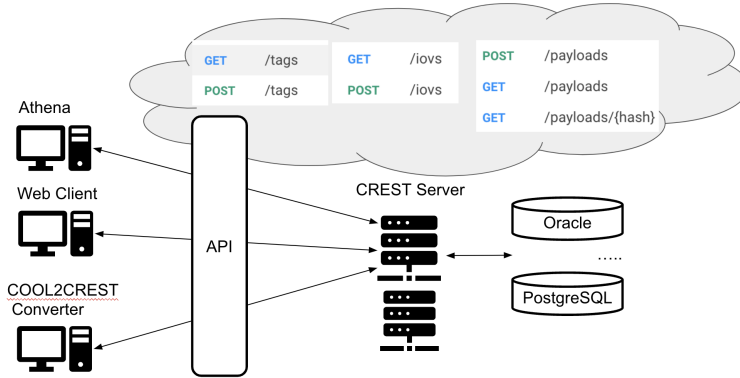 GET /tags
POST /tags
GET /iovs
POST /iovs
POST /payloads
GET /payloads
GET /payloads/{hash}
Athena
Web Client
COOL2CREST
Converter
API
CREST Server
Oracle
.....
PostgreSQL